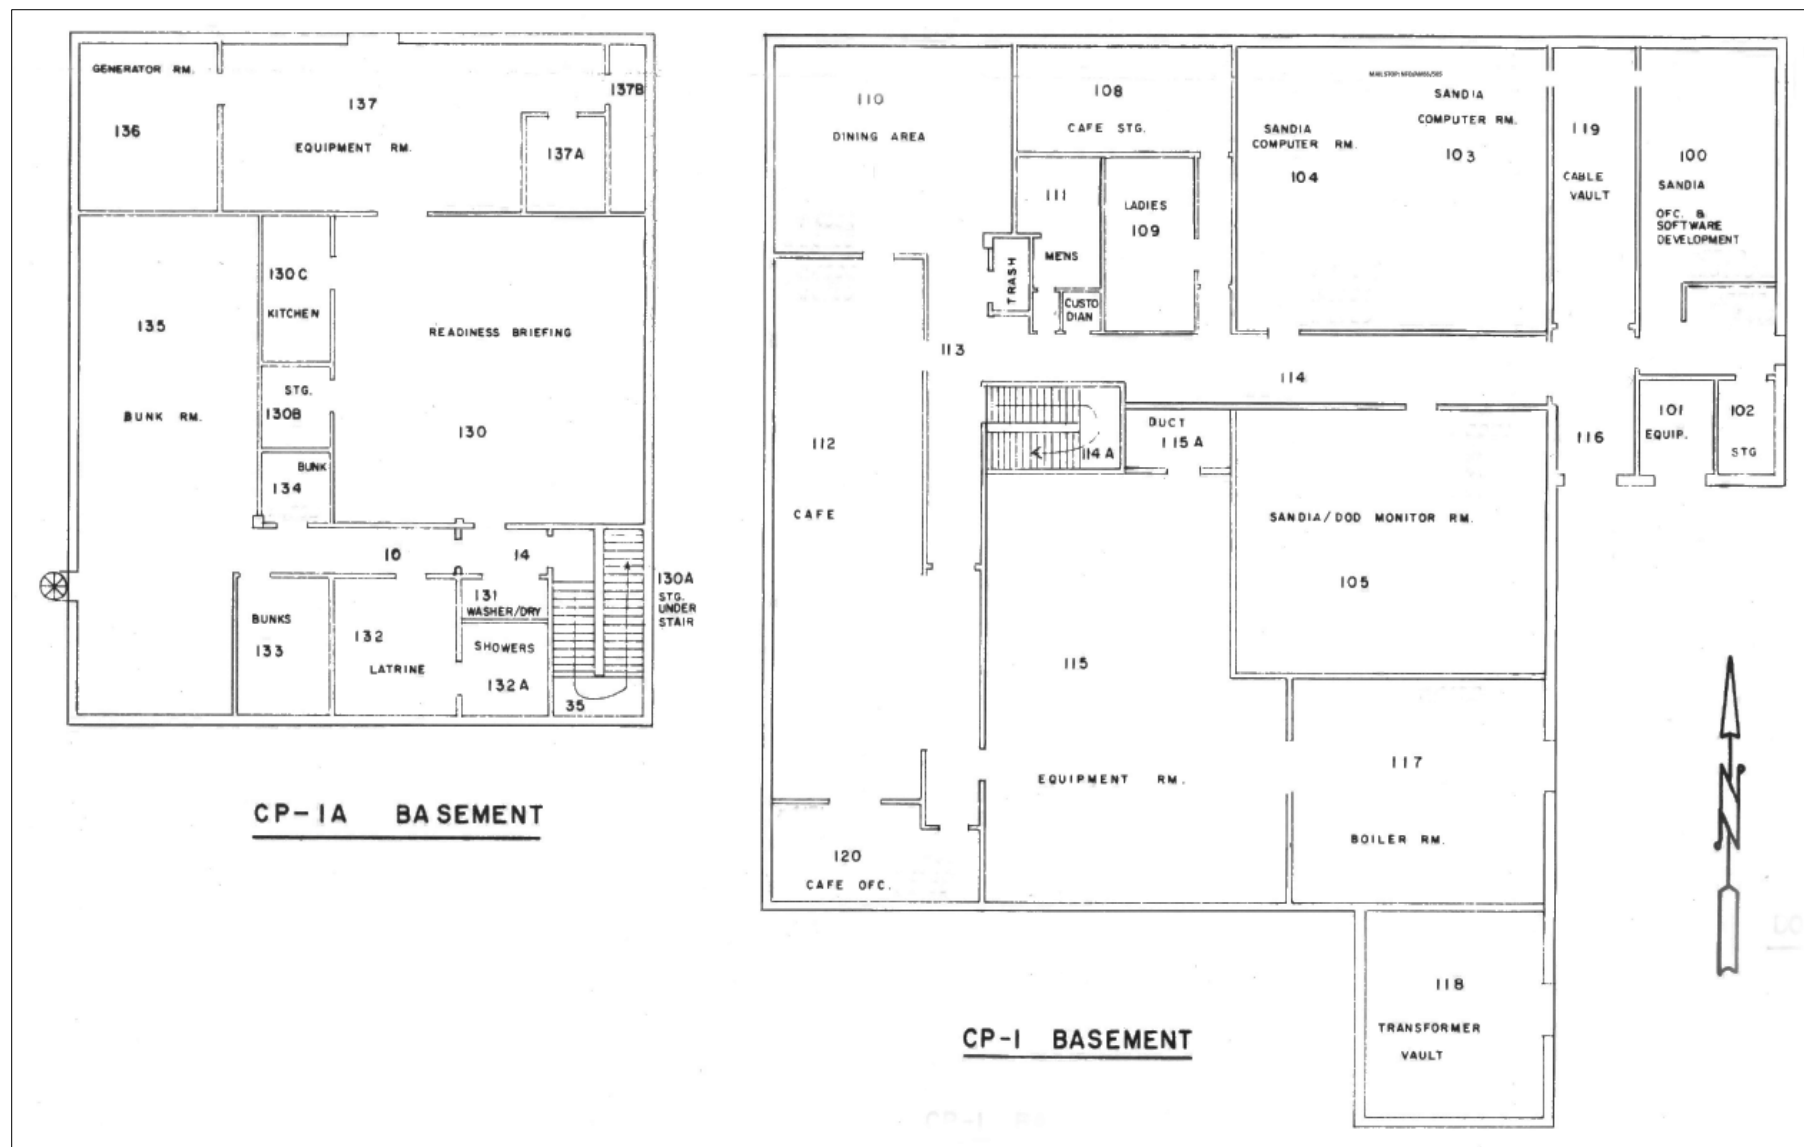 GENERATOR RM.
136
137
EQUIPMENT RM.
137B
137A
135
BUNK RM.
130C
KITCHEN
STG.
130B
BUNK
134
READINESS BRIEFING
130
10
14
130A
STG.
UNDER
STAIR
131
WASHER/DRY
BUNKS
133
132
LATRINE
SHOWERS
132A
35
CP-1A BASEMENT
110
DINING AREA
108
CAFE STG.
111
MENS
LADIES
109
TRASH
CUSTO
DIAN
SANDIA
COMPUTER RM.
104
SANDIA
COMPUTER RM.
103
119
CABLE
VAULT
100
SANDIA
OFC. &
SOFTWARE
DEVELOPMENT
113
114
112
CAFE
114A
DUCT
115A
116
101
EQUIP.
102
STG
SANDIA/DOD MONITOR RM.
105
115
EQUIPMENT RM.
117
BOILER RM.
120
CAFE OFC.
118
TRANSFORMER
VAULT
CP-1 BASEMENT
N